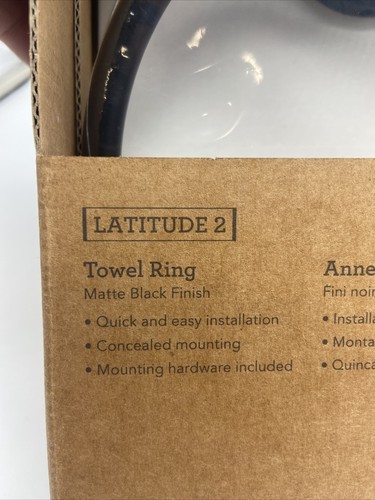 LATITUDE 2
Towel Ring
Matte Black Finish
• Quick and easy installation
• Concealed mounting
• Mounting hardware included
Anne
Fini noir
• Installa
• Monta
• Quinca